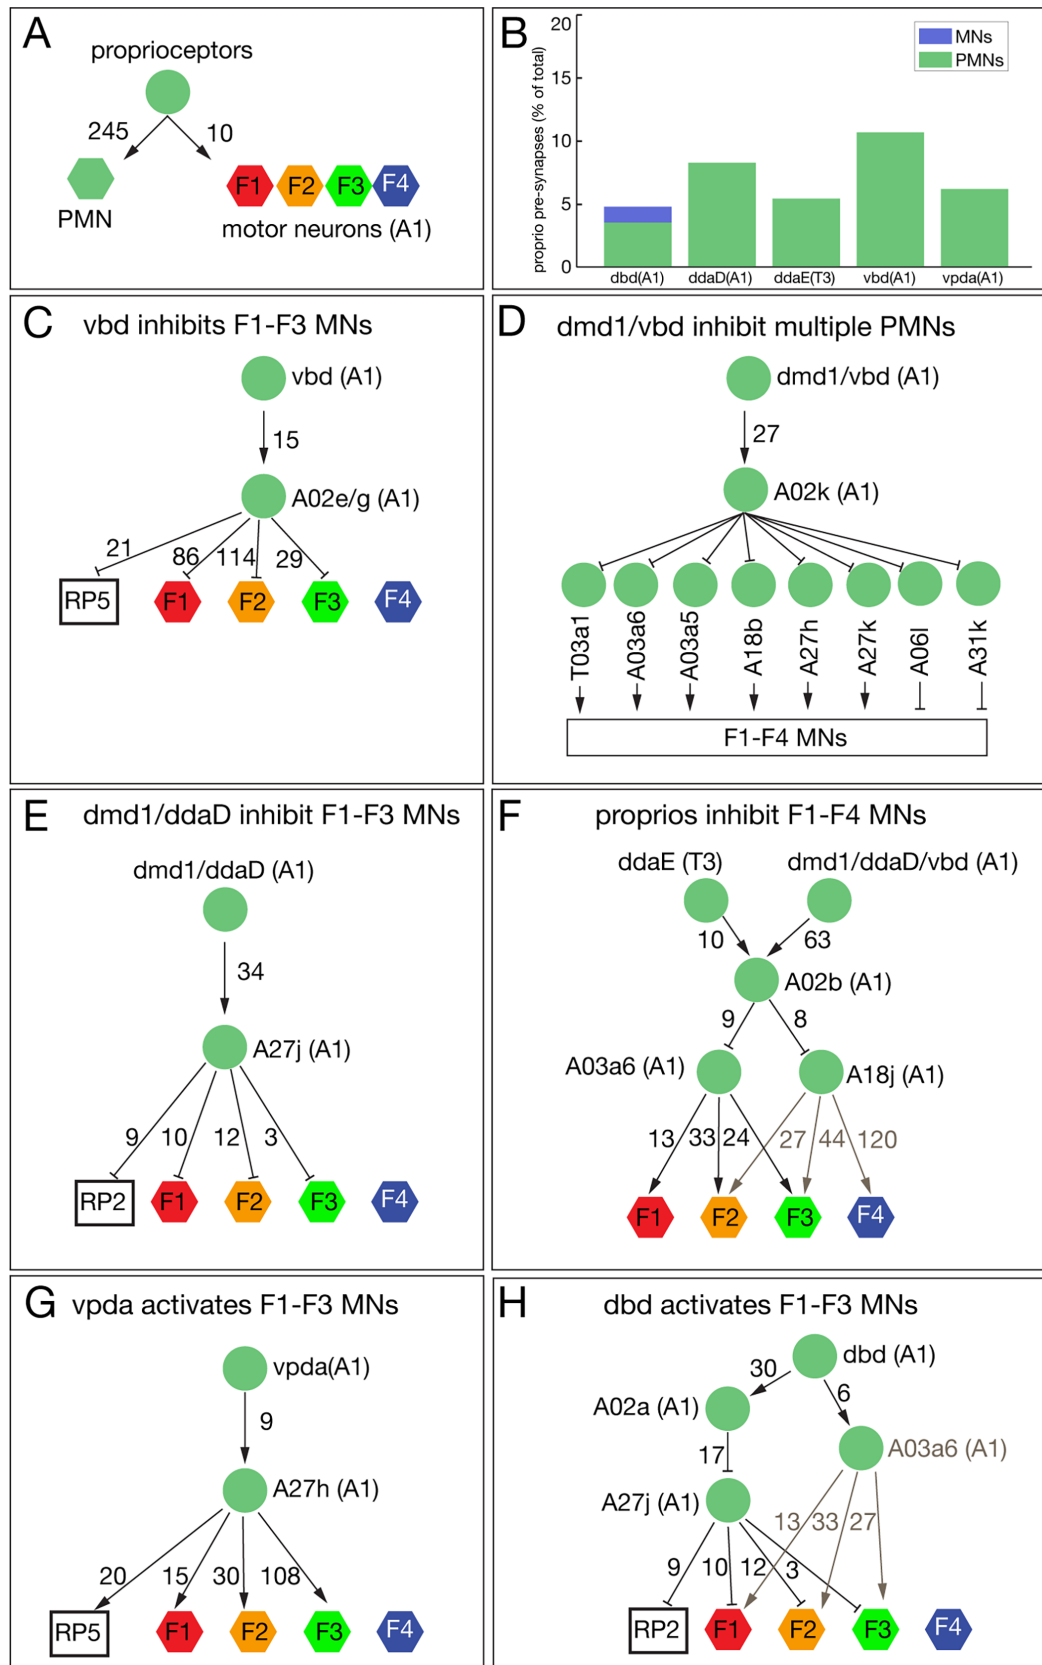 A
proprioceptors
245
10
F1 F2 F3 F4
PMN
motor neurons (A1)
B
proprio pre-synapses (% of total)
20
15
10
5
0
MNs
PMNs
dbd(A1) ddaD(A1) ddaE(T3) vbd(A1) vpda(A1)
C vbd inhibits F1-F3 MNs
vbd (A1)
15
A02e/g (A1)
21 86 114 29
RP5 F1 F2 F3 F4
D dmd1/vbd inhibit multiple PMNs
dmd1/vbd (A1)
27
A02k (A1)
T03a1 A03a6 A03a5 A18b A27h A27k A06l A31k
F1-F4 MNs
E dmd1/ddaD inhibit F1-F3 MNs
dmd1/ddaD (A1)
34
A27j (A1)
9 10 12 3
RP2 F1 F2 F3 F4
F proprios inhibit F1-F4 MNs
ddaE (T3) dmd1/ddaD/vbd (A1)
10 63
A02b (A1)
9 8
A03a6 (A1) A18j (A1)
13 33 24 27 44 120
F1 F2 F3 F4
G vpda activates F1-F3 MNs
vpda(A1)
9
A27h (A1)
20 15 30 108
RP5 F1 F2 F3 F4
H dbd activates F1-F3 MNs
dbd (A1)
30 6
A02a (A1)
A03a6 (A1)
17
A27j (A1)
13 33 27
9 10 12 3
RP2 F1 F2 F3 F4